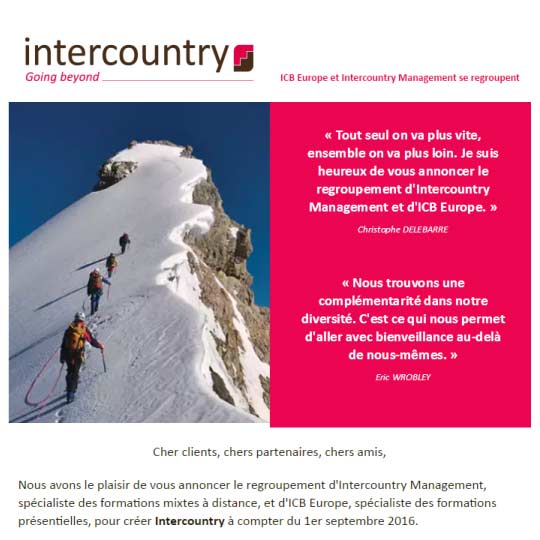 intercountry
Going beyond
ICB Europe et Intercountry Management se regroupent
« Tout seul on va plus vite,
ensemble on va plus loin. Je suis
heureux de vous annoncer le
regroupement d'Intercountry
Management et d'ICB Europe. »
Christophe DELEBARRE
« Nous trouvons une
complémentarité dans notre
diversité. C'est ce qui nous permet
d'aller avec bienveillance au-delà
de nous-mêmes. »
Eric WROBLEY
Cher clients, chers partenaires, chers amis,
Nous avons le plaisir de vous annoncer le regroupement d'Intercountry Management,
spécialiste des formations mixtes à distance, et d'ICB Europe, spécialiste des formations
présentielles, pour créer Intercountry à compter du 1er septembre 2016.